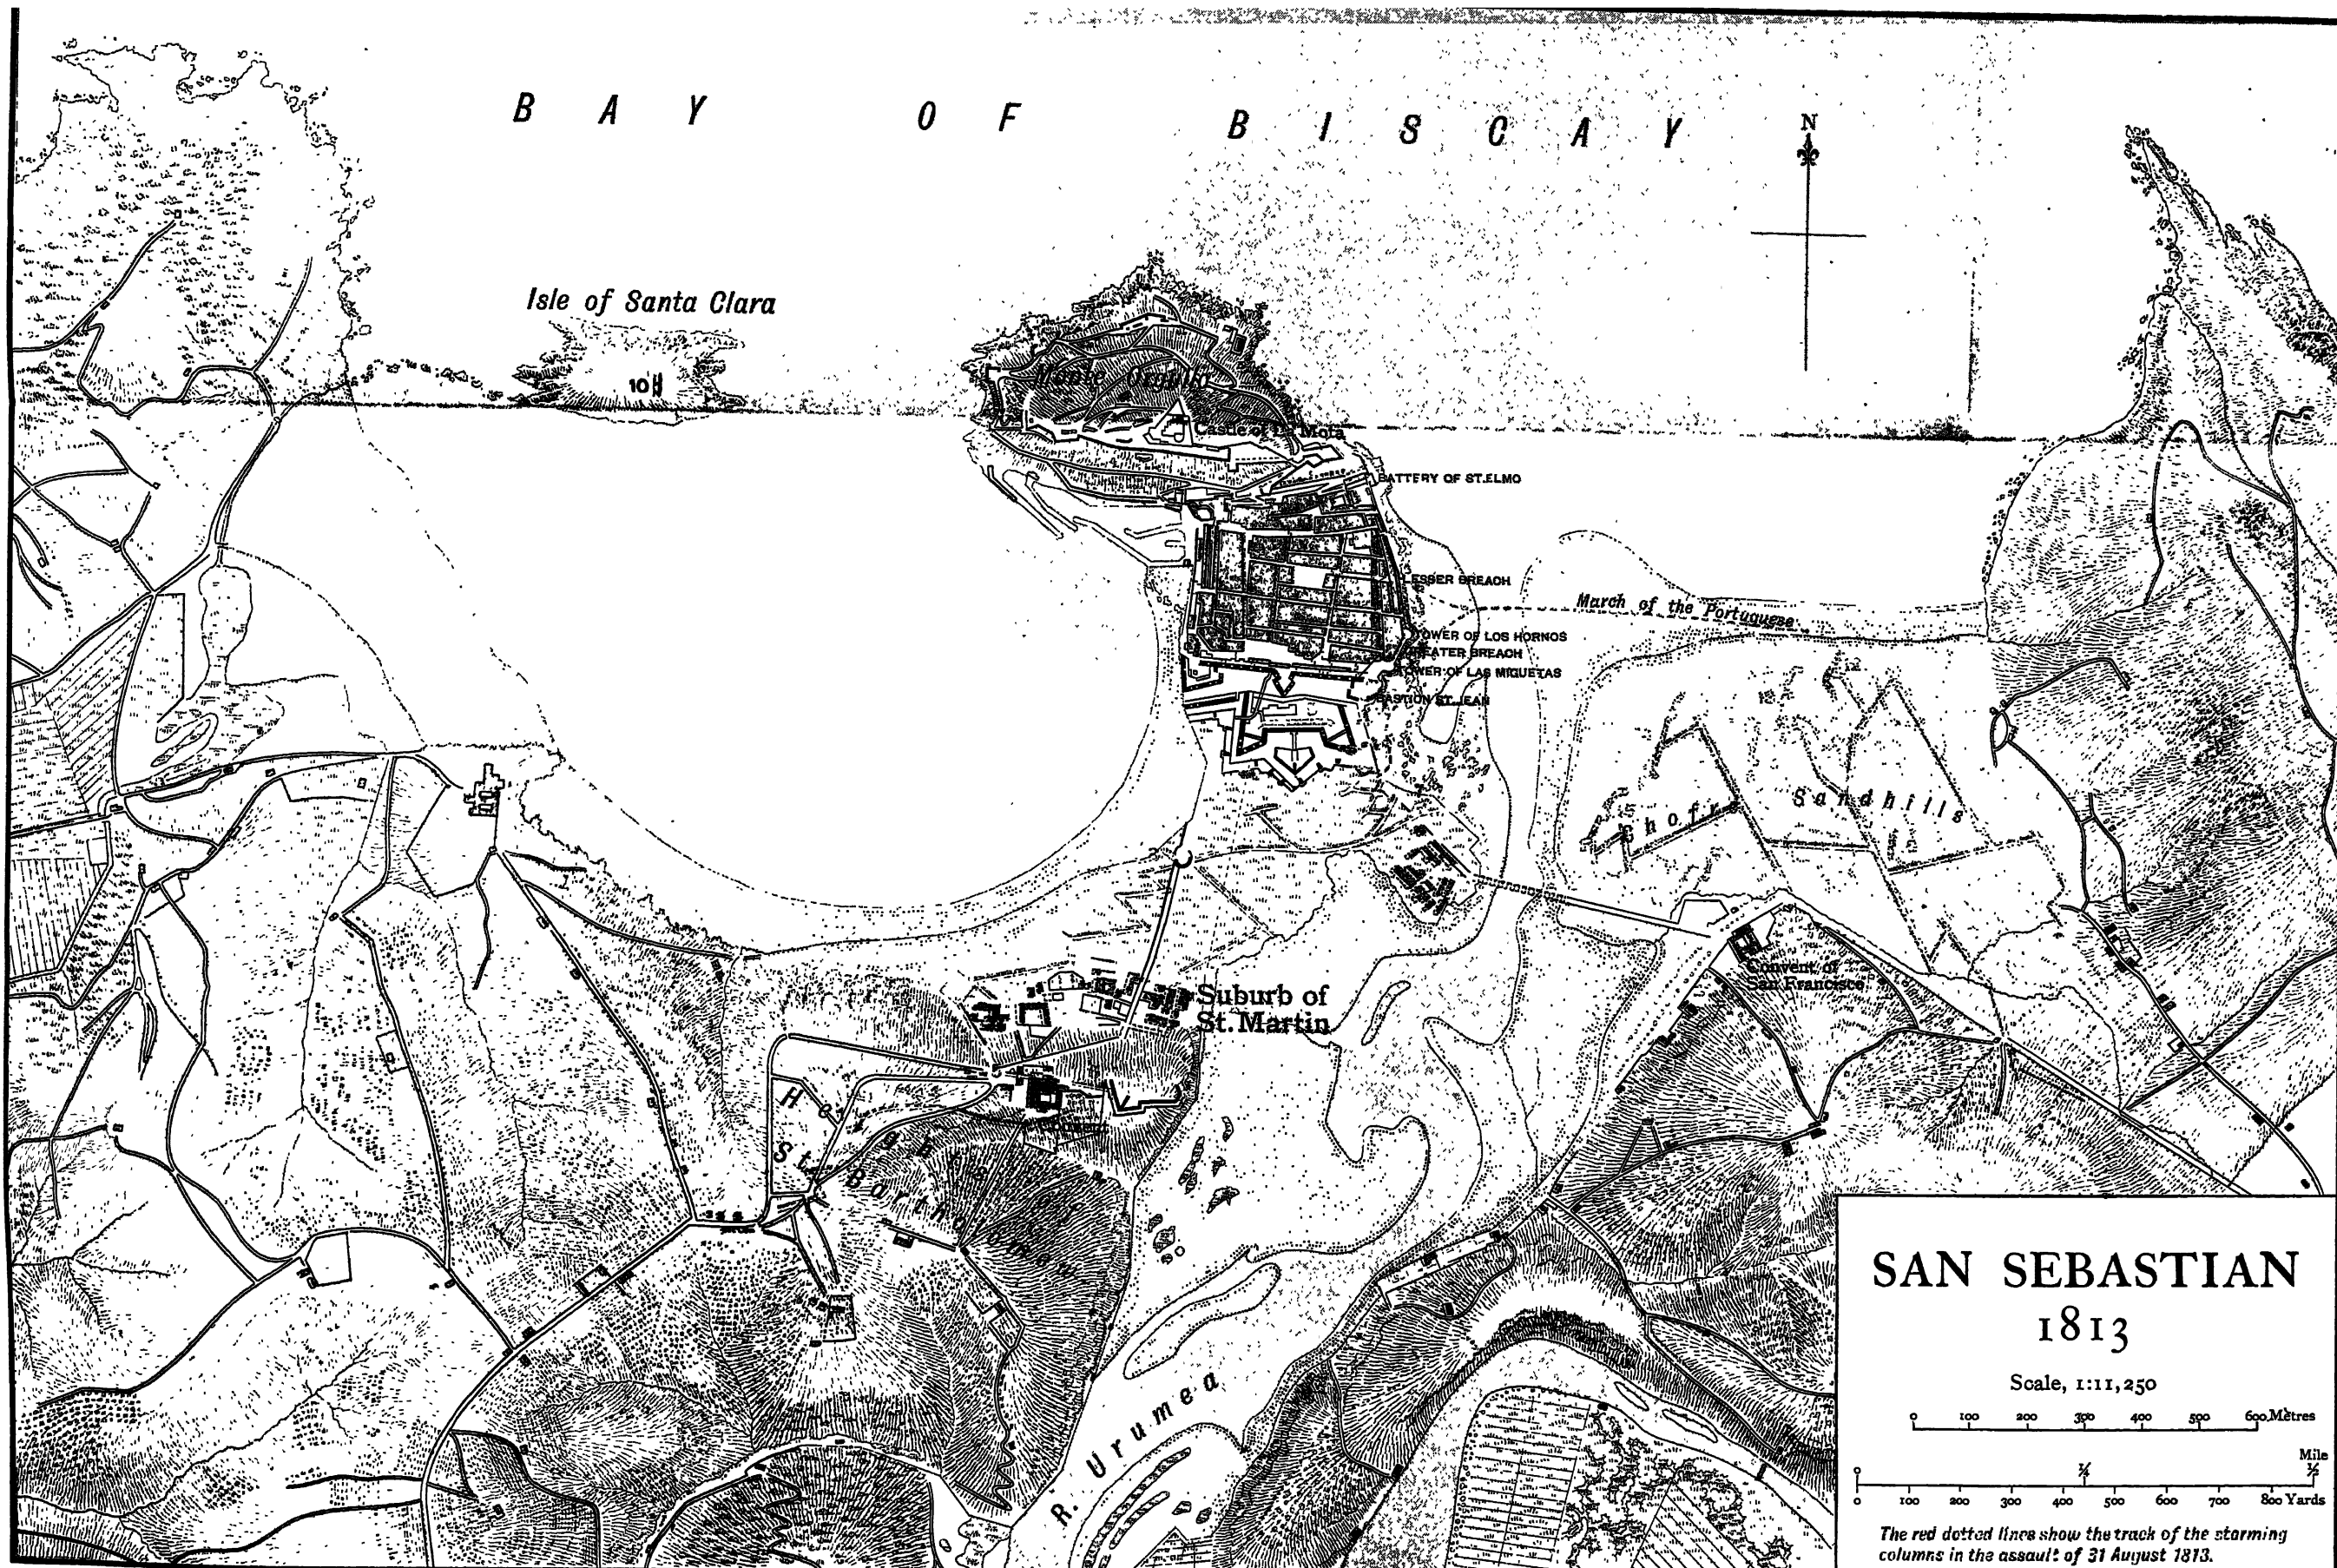 BAY OF BISCAY
N
Isle of Santa Clara
10
Monte Orgullo
Castle of La Mota
BATTERY OF ST.ELMO
LESSER BREACH
March of the Portuguese
TOWER OF LOS HORNOS
GREATER BREACH
TOWER OF LAS MIGUETAS
BASTION ST.JEAN
Chofre Sandhills
Convent of
San Francisco
Suburb of
St. Martin
Convent
Heights of
St. Bartholomew
R. Urumea
SAN SEBASTIAN
1813
Scale, 1:11,250
0 100 200 300 400 500 600 Mètres
Mile
0 ¼ ½
0 100 200 300 400 500 600 700 800 Yards
The red dotted lines show the track of the storming
columns in the assault of 31 August 1813.